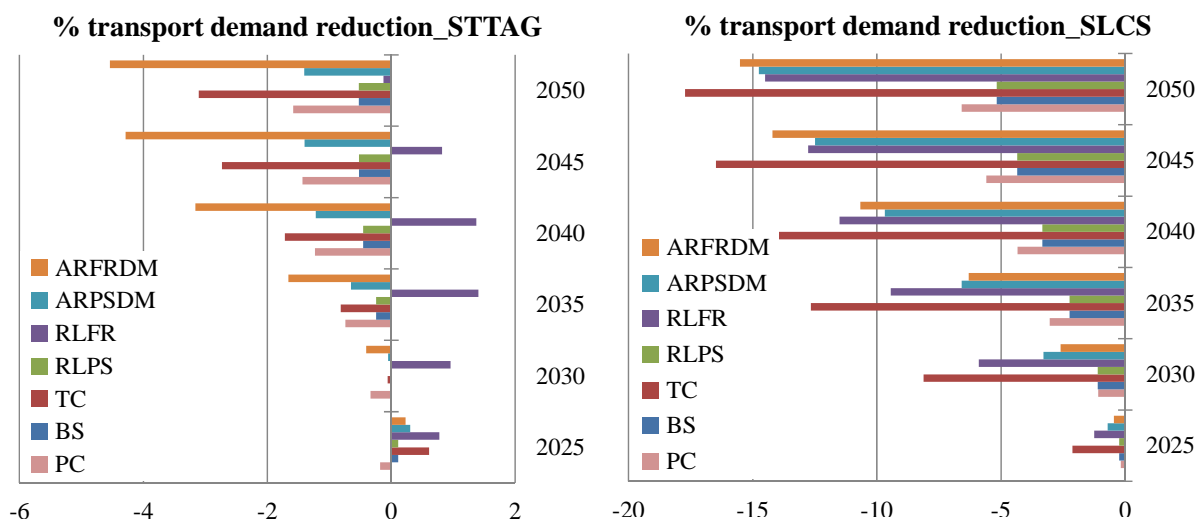 % transport demand reduction_STTAG
2050
2045
2040
2035
2030
2025
ARFRDM
ARPSDM
RLFR
RLPS
TC
BS
PC
-6 -4 -2 0 2
% transport demand reduction_SLCS
2050
2045
2040
2035
2030
2025
ARFRDM
ARPSDM
RLFR
RLPS
TC
BS
PC
-20 -15 -10 -5 0